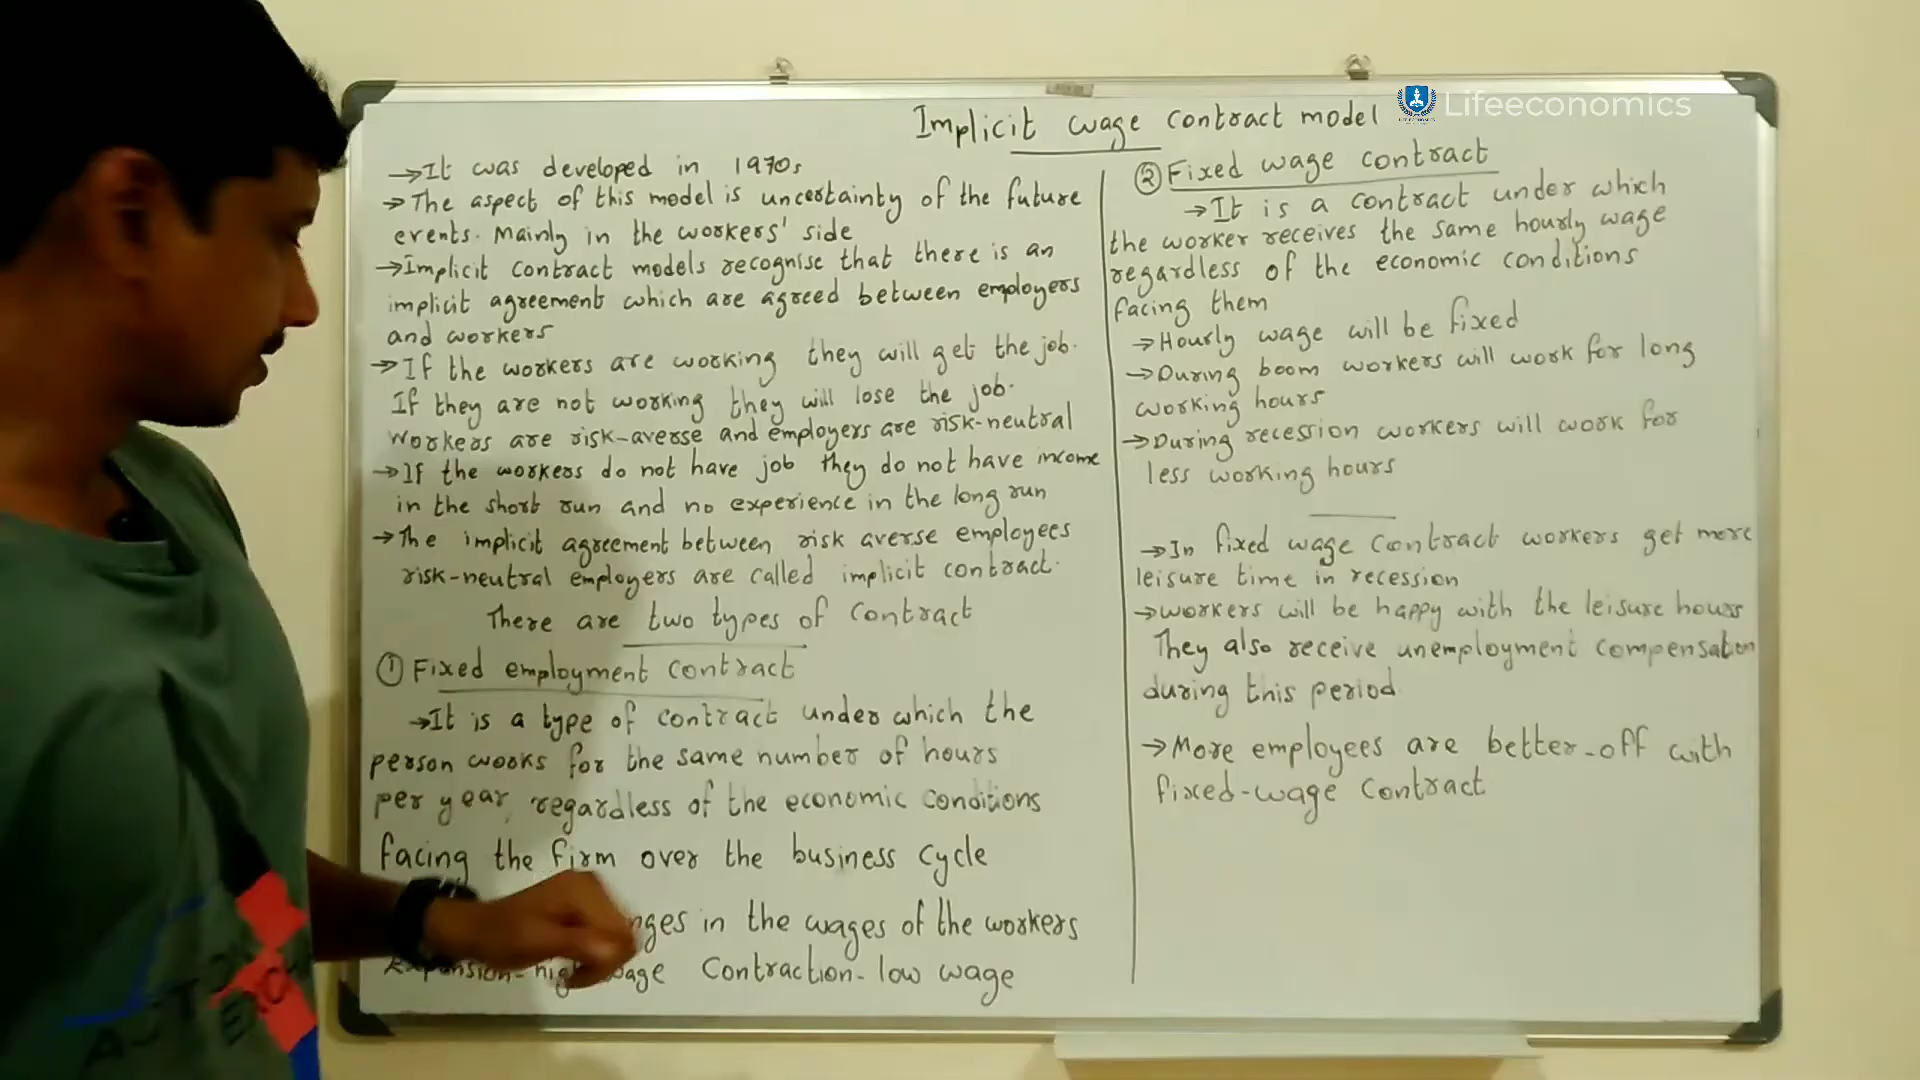 Implicit wage contract model
Lifeeconomics
→It was developed in 1970s
→The aspect of this model is uncertainty of the future
events. Mainly in the workers' side
→Implicit contract models recognise that there is an
implicit agreement which are agreed between employers
and workers
→If the workers are working they will get the job.
If they are not working they will lose the job.
Workers are risk-averse and employers are risk-neutral
→If the workers do not have job they do not have income
in the short run and no experience in the long run
→The implicit agreement between risk averse employees
risk-neutral employers are called implicit contract.
There are two types of contract
① Fixed employment contract
→It is a type of contract under which the
person works for the same number of hours
per year, regardless of the economic conditions
facing the firm over the business cycle
in the wages of the workers
Expansion-high wage Contraction-low wage
② Fixed wage contract
→It is a contract under which
the worker receives the same hourly wage
regardless of the economic conditions
facing them
→Hourly wage will be fixed
→During boom workers will work for long
working hours
→During recession workers will work for
less working hours
→In fixed wage contract workers get more
leisure time in recession
→workers will be happy with the leisure hours
They also receive unemployment compensation
during this period
→More employees are better-off with
fixed-wage contract